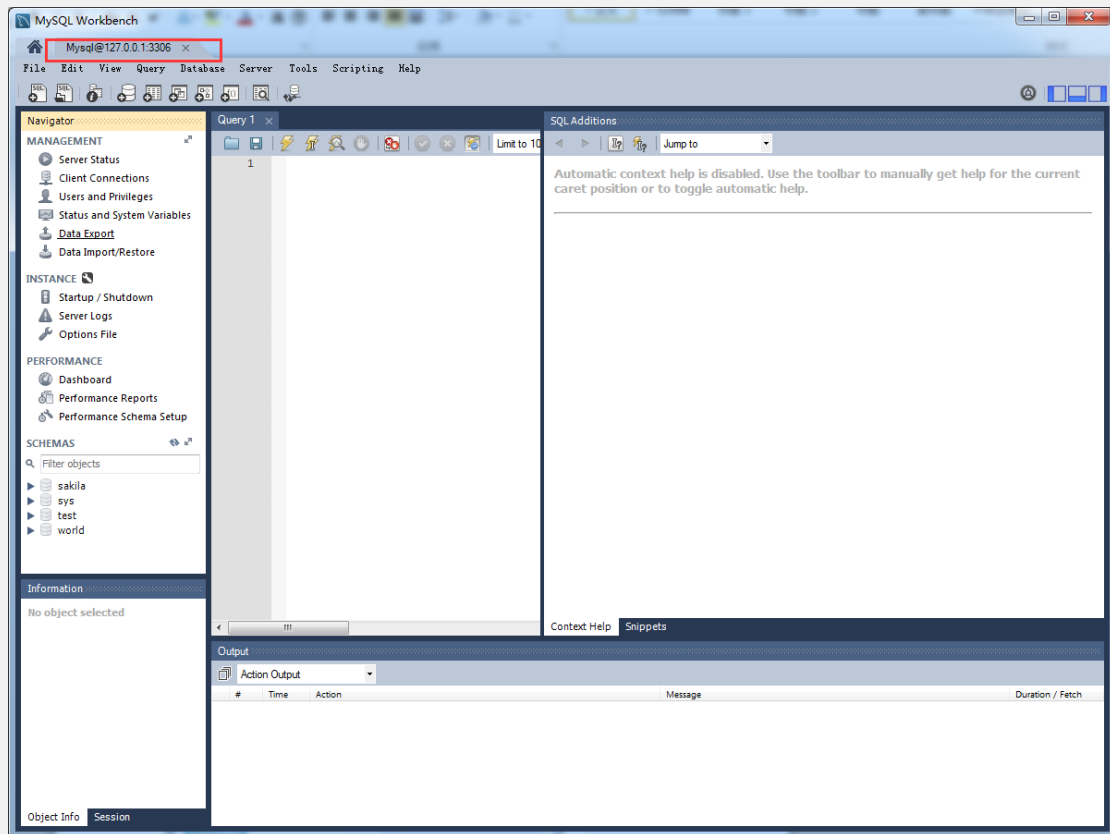 MySQL Workbench
Mysql@127.0.0.1:3306 ×
File Edit View Query Database Server Tools Scripting Help
Navigator
MANAGEMENT
Server Status
Client Connections
Users and Privileges
Status and System Variables
Data Export
Data Import/Restore
INSTANCE
Startup / Shutdown
Server Logs
Options File
PERFORMANCE
Dashboard
Performance Reports
Performance Schema Setup
SCHEMAS
Filter objects
sakila
sys
test
world
Information
No object selected
Object Info Session
Query 1 ×
Limit to 10
1
SQL Additions
Jump to
Automatic context help is disabled. Use the toolbar to manually get help for the current
caret position or to toggle automatic help.
Context Help Snippets
Output
Action Output
# Time Action Message Duration / Fetch